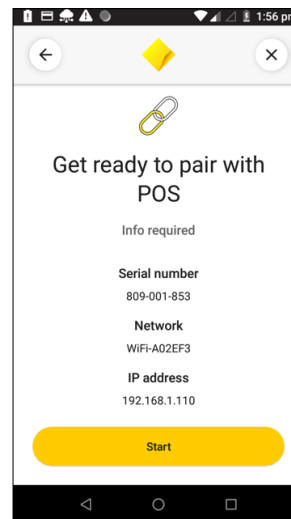 1:56 pm
Get ready to pair with
POS
Info required
Serial number
809-001-853
Network
WiFi-A02EF3
IP address
192.168.1.110
Start